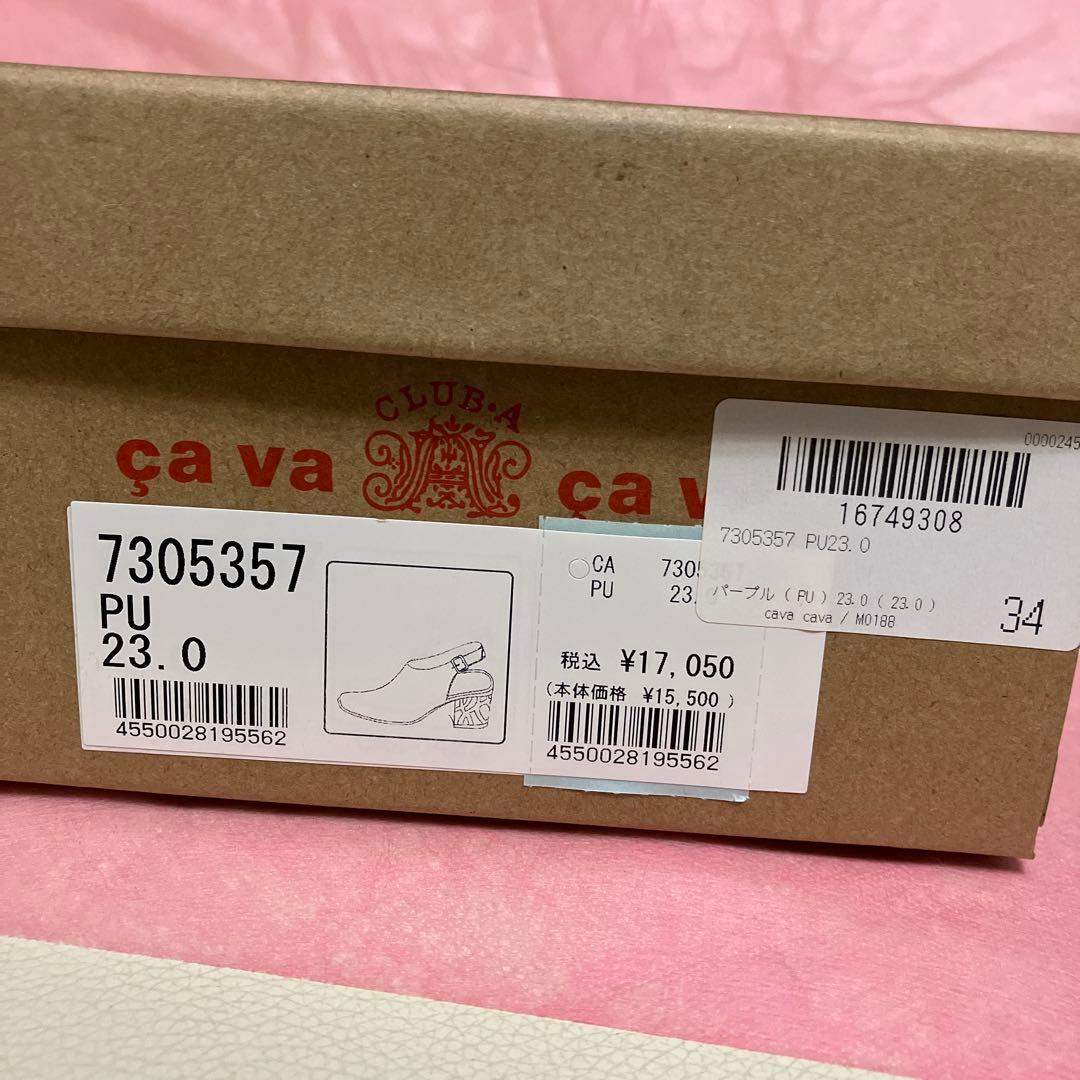 CLUB・A
ça va
ça v
7305357
PU
23.0
4550028195562
CA
PU
23.
税込 ¥17,050
(本体価格 ¥15,500)
4550028195562
0000245
16749308
7305357 PU23.0
パープル ( PU ) 23.0 ( 23.0 )
cava cava / M0188
34